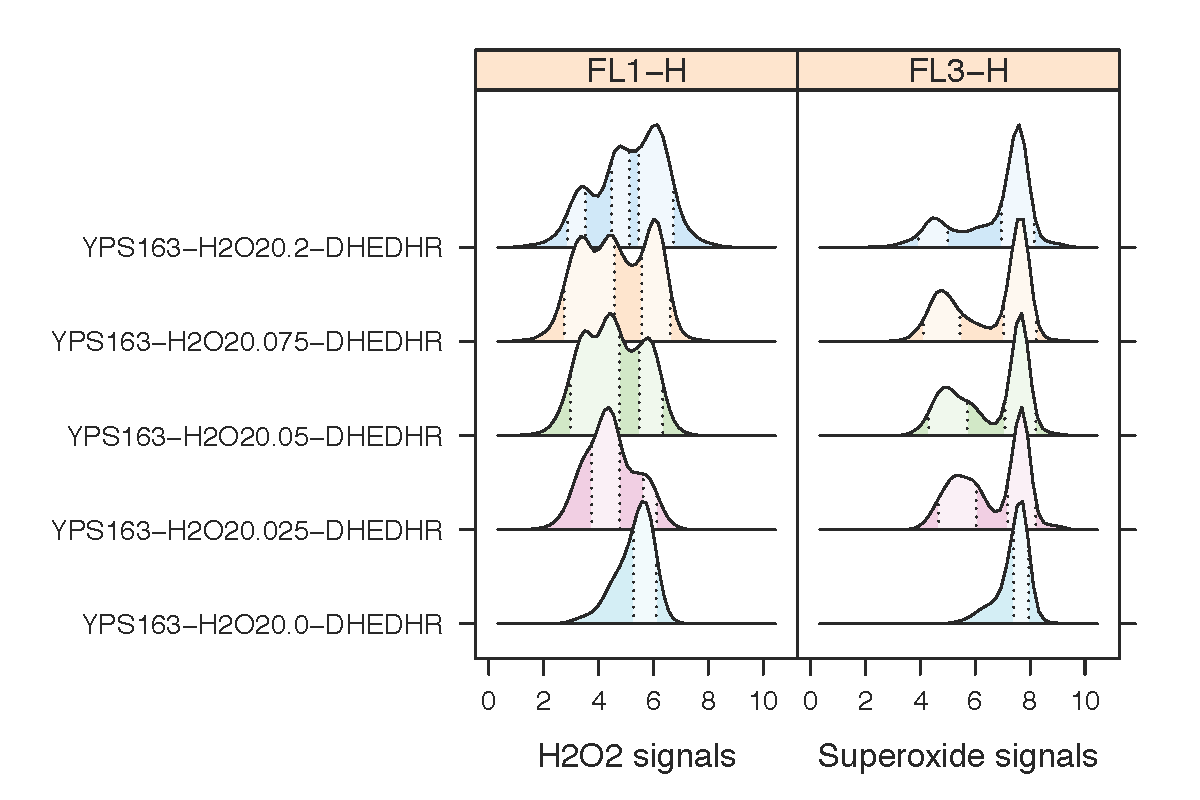 FL1−H FL3−H
YPS163−H2O20.2−DHEDHR
YPS163−H2O20.075−DHEDHR
YPS163−H2O20.05−DHEDHR
YPS163−H2O20.025−DHEDHR
YPS163−H2O20.0−DHEDHR
0 2 4 6 8 10 0 2 4 6 8 10
H2O2 signals Superoxide signals